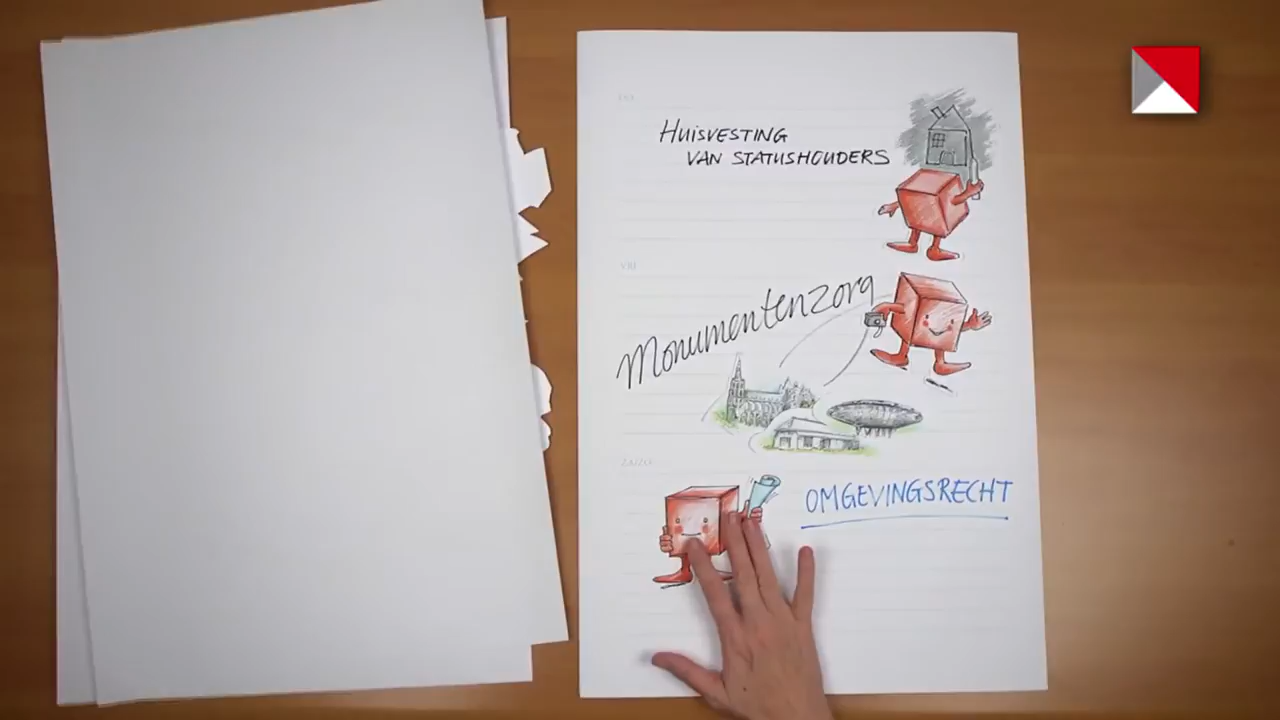 HUISVESTING
VAN STATUSHOUDERS
Monumentenzorg
OMGEVINGSRECHT